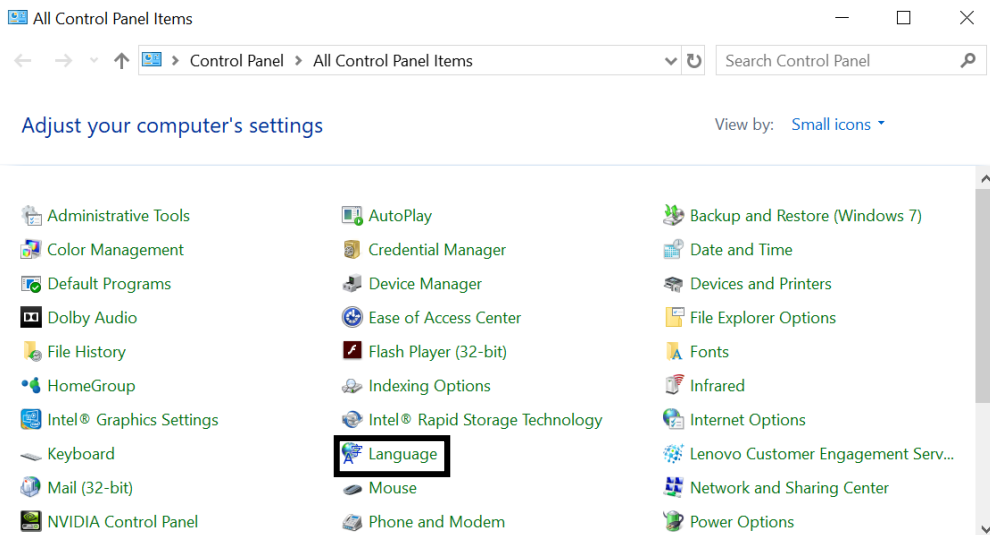 All Control Panel Items
Control Panel > All Control Panel Items
Search Control Panel
Adjust your computer's settings
View by: Small icons
Administrative Tools
AutoPlay
Backup and Restore (Windows 7)
Color Management
Credential Manager
Date and Time
Default Programs
Device Manager
Devices and Printers
Dolby Audio
Ease of Access Center
File Explorer Options
File History
Flash Player (32-bit)
Fonts
HomeGroup
Indexing Options
Infrared
Intel® Graphics Settings
Intel® Rapid Storage Technology
Internet Options
Keyboard
Language
Lenovo Customer Engagement Serv...
Mail (32-bit)
Mouse
Network and Sharing Center
NVIDIA Control Panel
Phone and Modem
Power Options